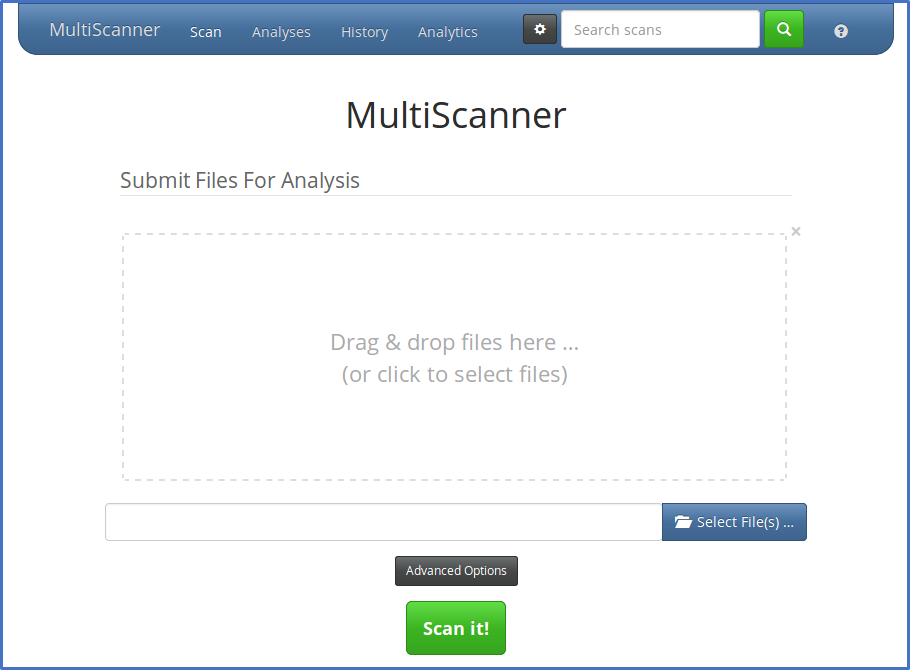 MultiScanner Scan Analyses History Analytics Search scans ?
MultiScanner
Submit Files For Analysis
×
Drag & drop files here ...
(or click to select files)
Select File(s) ...
Advanced Options
Scan it!